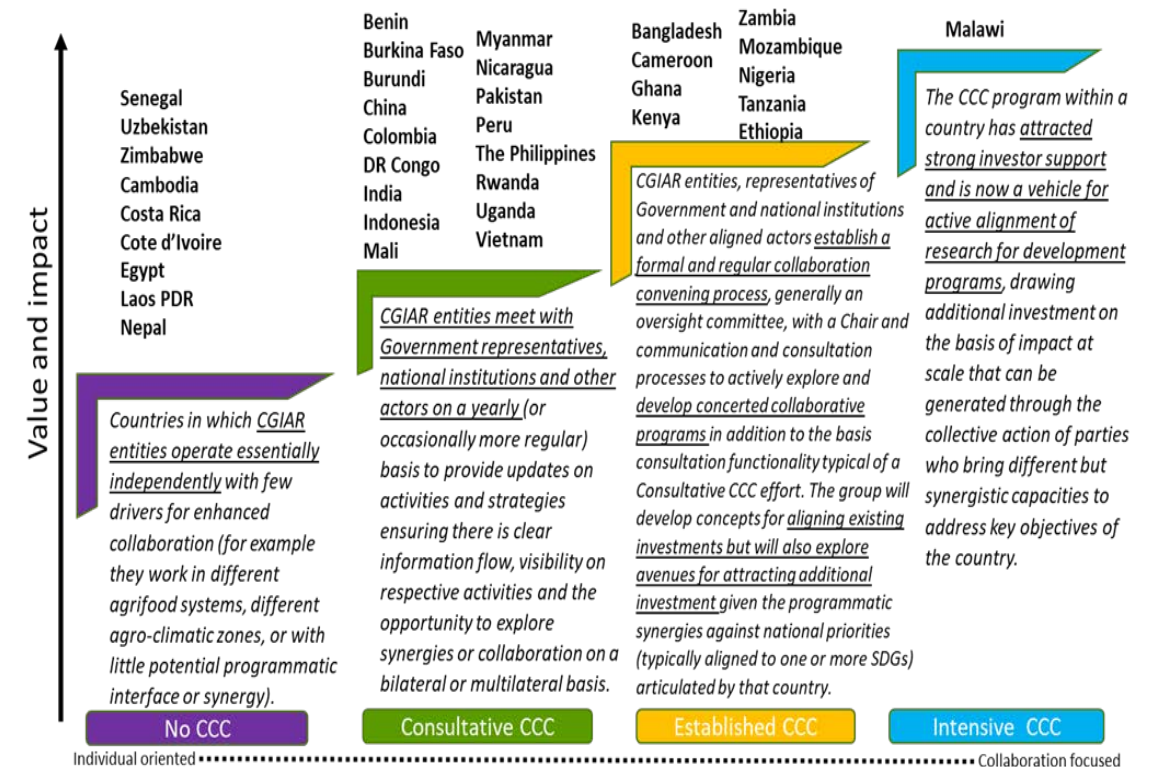 Value and impact
Senegal
Uzbekistan
Zimbabwe
Cambodia
Costa Rica
Cote d’Ivoire
Egypt
Laos PDR
Nepal
Countries in which CGIAR
entities operate essentially
independently with few
drivers for enhanced
collaboration (for example
they work in different
agrifood systems, different
agro-climatic zones, or with
little potential programmatic
interface or synergy).
No CCC
Benin
Burkina Faso
Burundi
China
Colombia
DR Congo
India
Indonesia
Mali
Myanmar
Nicaragua
Pakistan
Peru
The Philippines
Rwanda
Uganda
Vietnam
CGIAR entities meet with
Government representatives,
national institutions and other
actors on a yearly (or
occasionally more regular)
basis to provide updates on
activities and strategies
ensuring there is clear
information flow, visibility on
respective activities and the
opportunity to explore
synergies or collaboration on a
bilateral or multilateral basis.
Consultative CCC
Bangladesh
Cameroon
Ghana
Kenya
Zambia
Mozambique
Nigeria
Tanzania
Ethiopia
CGIAR entities, representatives of
Government and national institutions
and other aligned actors establish a
formal and regular collaboration
convening process, generally an
oversight committee, with a Chair and
communication and consultation
processes to actively explore and
develop concerted collaborative
programs in addition to the basis
consultation functionality typical of a
Consultative CCC effort. The group will
develop concepts for aligning existing
investments but will also explore
avenues for attracting additional
investment given the programmatic
synergies against national priorities
(typically aligned to one or more SDGs)
articulated by that country.
Established CCC
Malawi
The CCC program within a
country has attracted
strong investor support
and is now a vehicle for
active alignment of
research for development
programs, drawing
additional investment on
the basis of impact at
scale that can be
generated through the
collective action of parties
who bring different but
synergistic capacities to
address key objectives of
the country.
Intensive CCC
Individual oriented
Collaboration focused